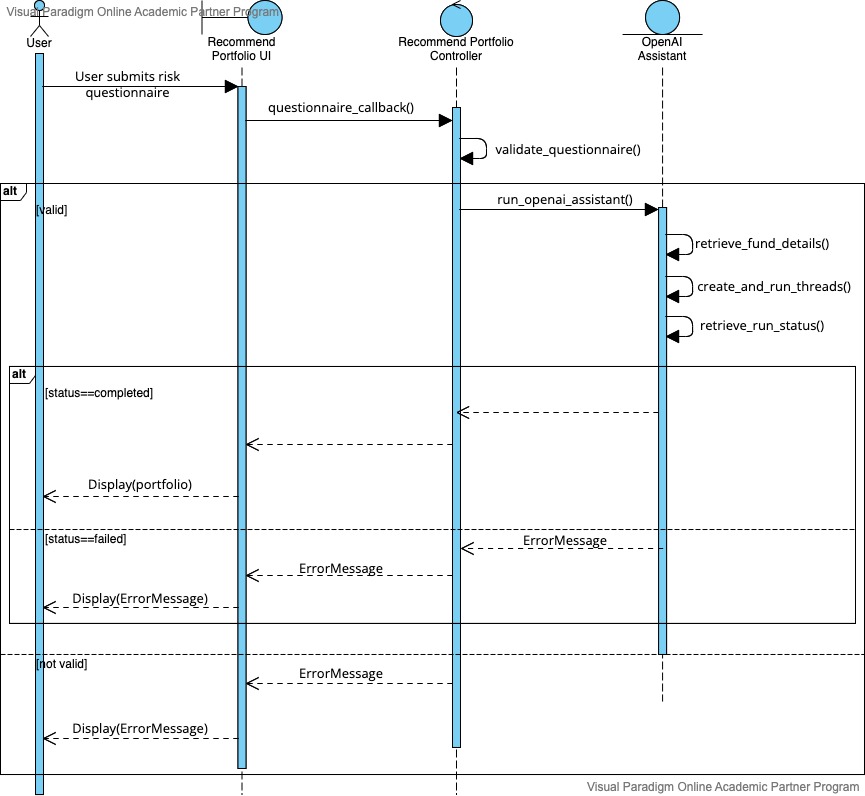 Visual Paradigm Online Academic Partner Program
User
Recommend
Portfolio UI
Recommend Portfolio
Controller
OpenAI
Assistant
User submits risk
questionnaire
questionnaire_callback()
validate_questionnaire()
alt
[valid]
run_openai_assistant()
retrieve_fund_details()
create_and_run_threads()
retrieve_run_status()
alt
[status==completed]
Display(portfolio)
[status==failed]
ErrorMessage
ErrorMessage
Display(ErrorMessage)
[not valid]
ErrorMessage
Display(ErrorMessage)
Visual Paradigm Online Academic Partner Program